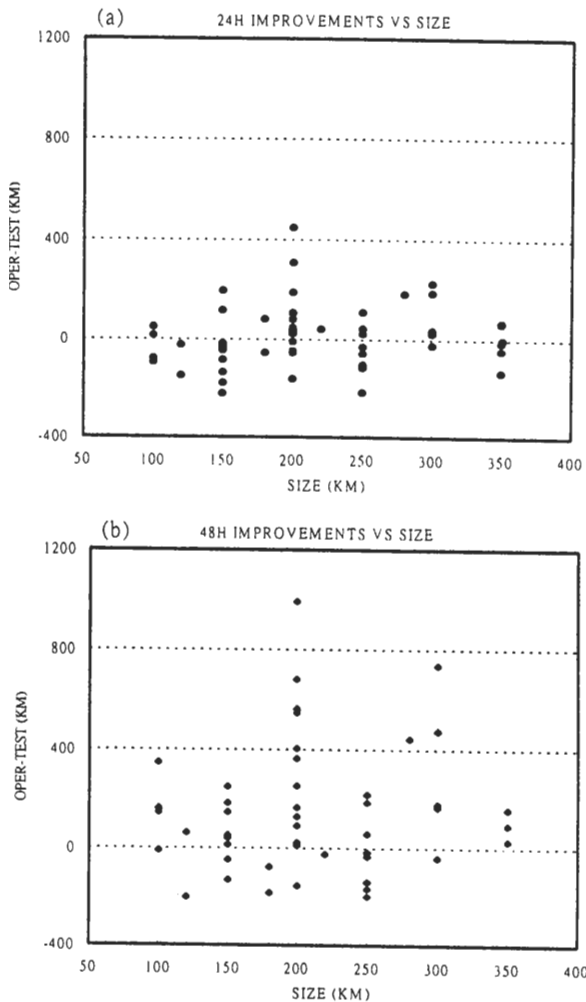 (a)
24H IMPROVEMENTS VS SIZE
1200
800
400
0
-400
OPER-TEST (KM)
50 100 150 200 250 300 350 400
SIZE (KM)
(b)
48H IMPROVEMENTS VS SIZE
1200
800
400
0
-400
OPER-TEST (KM)
50 100 150 200 250 300 350 400
SIZE (KM)